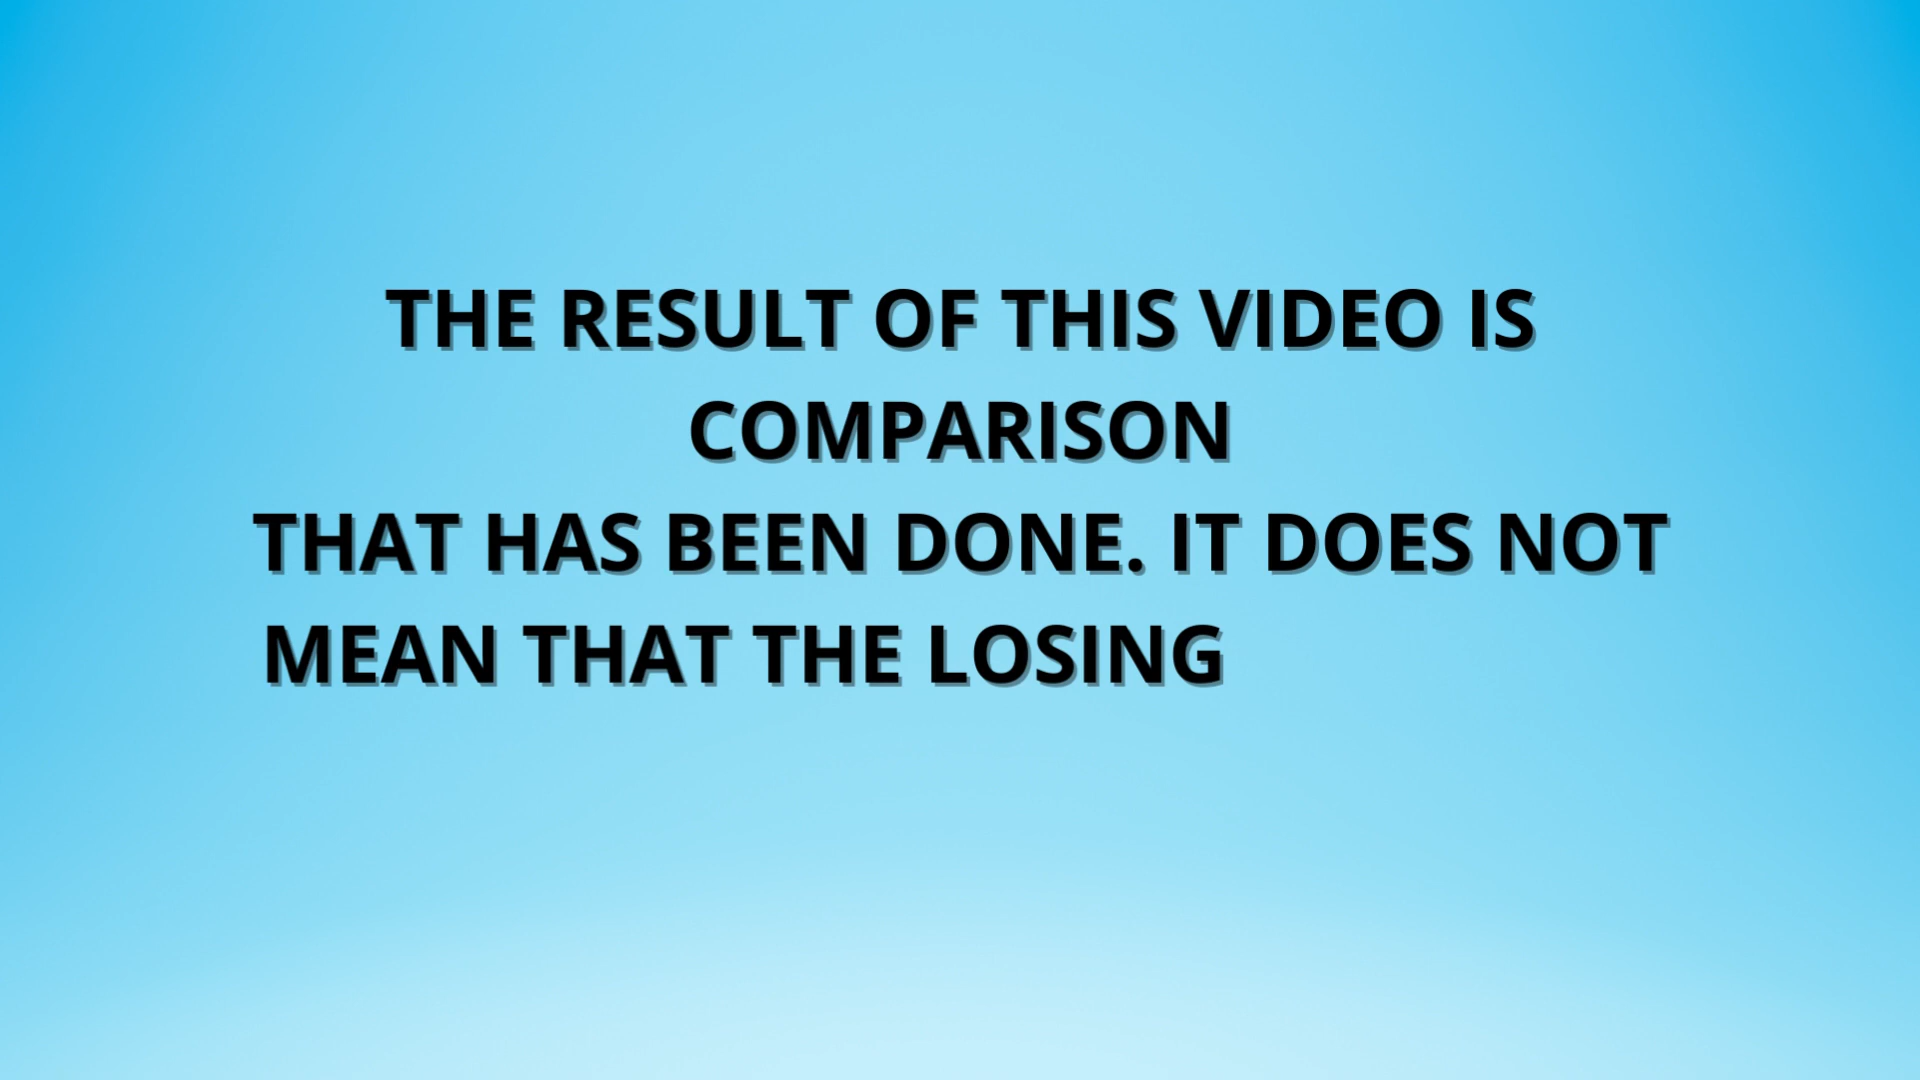 THE RESULT OF THIS VIDEO IS
COMPARISON
THAT HAS BEEN DONE. IT DOES NOT
MEAN THAT THE LOSING